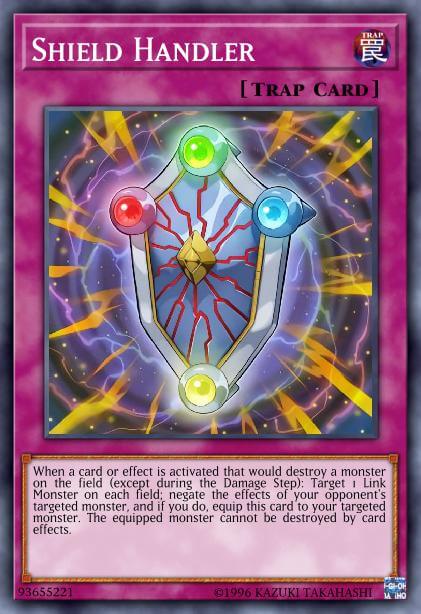 SHIELD HANDLER
TRAP
罠
[TRAP CARD]
When a card or effect is activated that would destroy a monster
on the field (except during the Damage Step): Target 1 Link
Monster on each field; negate the effects of your opponent's
targeted monster, and if you do, equip this card to your targeted
monster. The equipped monster cannot be destroyed by card
effects.
93655221
©1996 KAZUKI TAKAHASHI